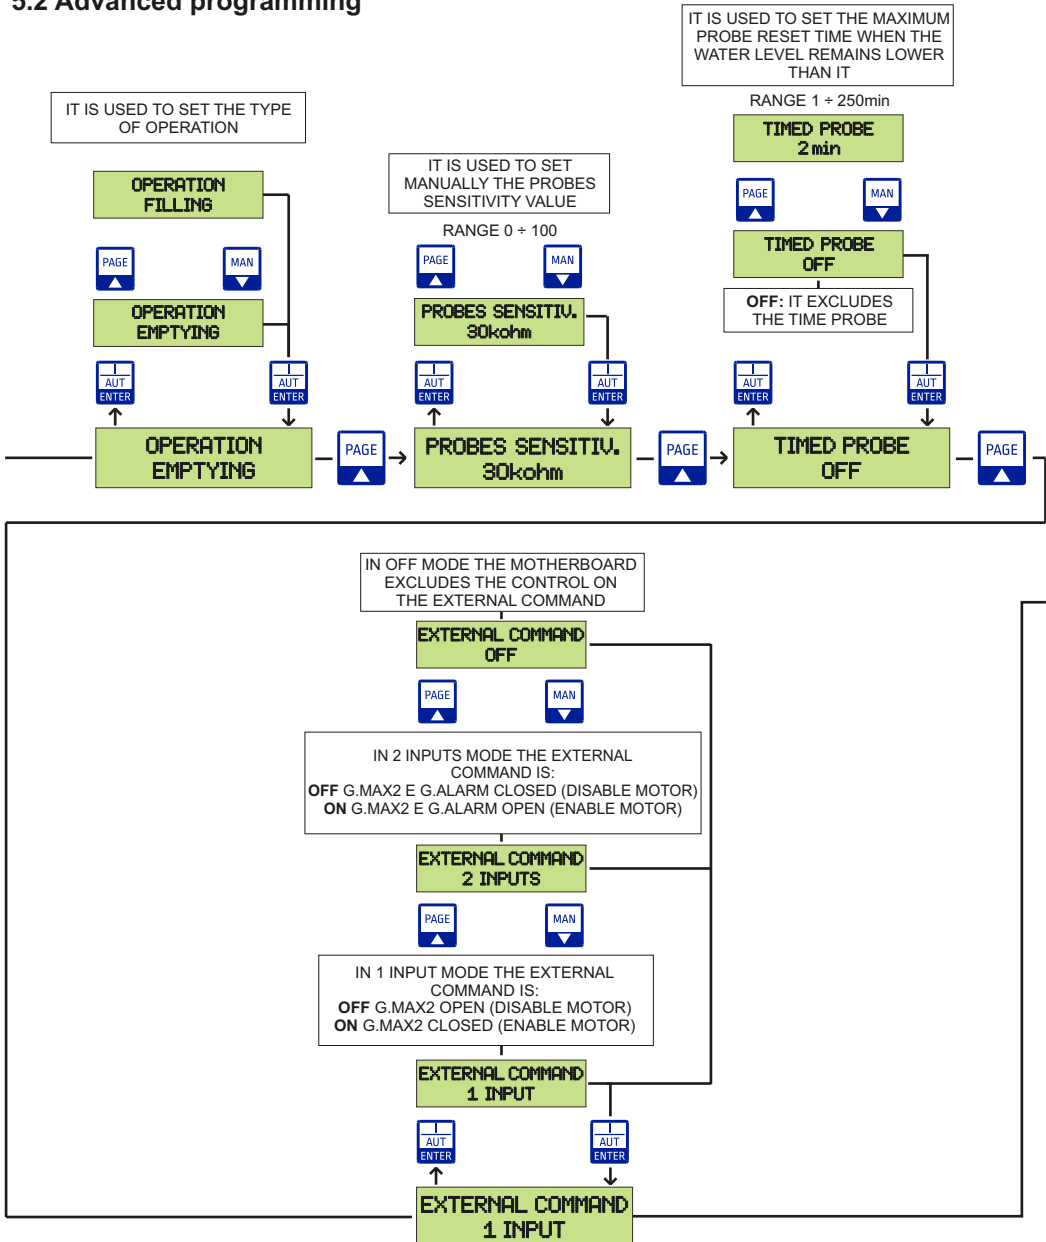 5.2 Advanced programming
IT IS USED TO SET THE MAXIMUM
PROBE RESET TIME WHEN THE
WATER LEVEL REMAINS LOWER
THAN IT
RANGE 1 ÷ 250min
TIMED PROBE
2min
PAGE
MAN
TIMED PROBE
OFF
OFF: IT EXCLUDES
THE TIME PROBE
AUT
ENTER
AUT
ENTER
IT IS USED TO SET THE TYPE
OF OPERATION
OPERATION
FILLING
PAGE
MAN
OPERATION
EMPTYING
AUT
ENTER
AUT
ENTER
IT IS USED TO SET
MANUALLY THE PROBES
SENSITIVITY VALUE
RANGE 0 ÷ 100
PAGE
MAN
PROBES SENSITIV.
30kohm
AUT
ENTER
AUT
ENTER
OPERATION
EMPTYING
PAGE
PROBES SENSITIV.
30kohm
PAGE
TIMED PROBE
OFF
PAGE
IN OFF MODE THE MOTHERBOARD
EXCLUDES THE CONTROL ON
THE EXTERNAL COMMAND
EXTERNAL COMMAND
OFF
PAGE
MAN
IN 2 INPUTS MODE THE EXTERNAL
COMMAND IS:
OFF G.MAX2 E G.ALARM CLOSED (DISABLE MOTOR)
ON G.MAX2 E G.ALARM OPEN (ENABLE MOTOR)
EXTERNAL COMMAND
2 INPUTS
PAGE
MAN
IN 1 INPUT MODE THE EXTERNAL
COMMAND IS:
OFF G.MAX2 OPEN (DISABLE MOTOR)
ON G.MAX2 CLOSED (ENABLE MOTOR)
EXTERNAL COMMAND
1 INPUT
AUT
ENTER
AUT
ENTER
EXTERNAL COMMAND
1 INPUT